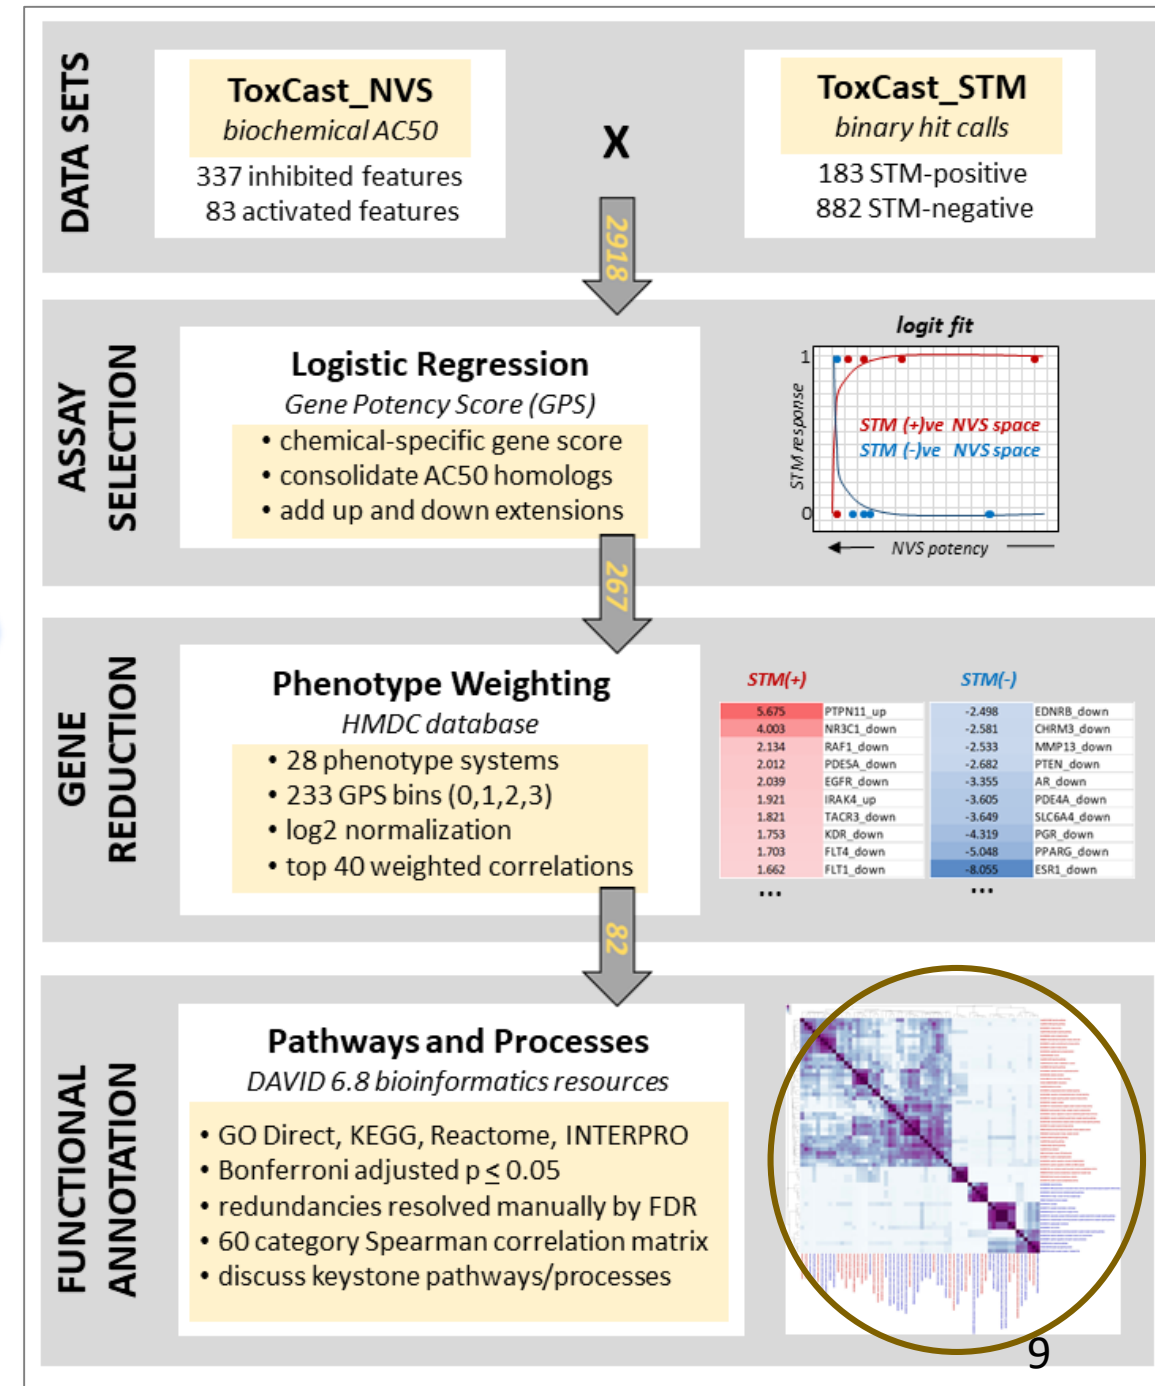 DATA SETS
ToxCast_NVS
biochemical AC50
337 inhibited features
83 activated features
X
ToxCast_STM
binary hit calls
183 STM-positive
882 STM-negative
2918
ASSAY
SELECTION
Logistic Regression
Gene Potency Score (GPS)
• chemical-specific gene score
• consolidate AC50 homologs
• add up and down extensions
logit fit
1
STM response
STM (+)ve NVS space
STM (-)ve NVS space
0
NVS potency
267
GENE
REDUCTION
Phenotype Weighting
HMDC database
• 28 phenotype systems
• 233 GPS bins (0,1,2,3)
• log2 normalization
• top 40 weighted correlations
STM(+)
5.675 PTPN11_up
4.003 NR3C1_down
2.134 RAF1_down
2.012 PDE5A_down
2.039 EGFR_down
1.921 IRAK4_up
1.821 TACR3_down
1.753 KDR_down
1.703 FLT4_down
1.662 FLT1_down
...
STM(-)
-2.498 EDNRB_down
-2.581 CHRM3_down
-2.533 MMP13_down
-2.682 PTEN_down
-3.355 AR_down
-3.605 PDE4A_down
-3.649 SLC6A4_down
-4.319 PGR_down
-5.048 PPARG_down
-8.055 ESR1_down
...
82
FUNCTIONAL
ANNOTATION
Pathways and Processes
DAVID 6.8 bioinformatics resources
• GO Direct, KEGG, Reactome, INTERPRO
• Bonferroni adjusted p ≤ 0.05
• redundancies resolved manually by FDR
• 60 category Spearman correlation matrix
• discuss keystone pathways/processes
9